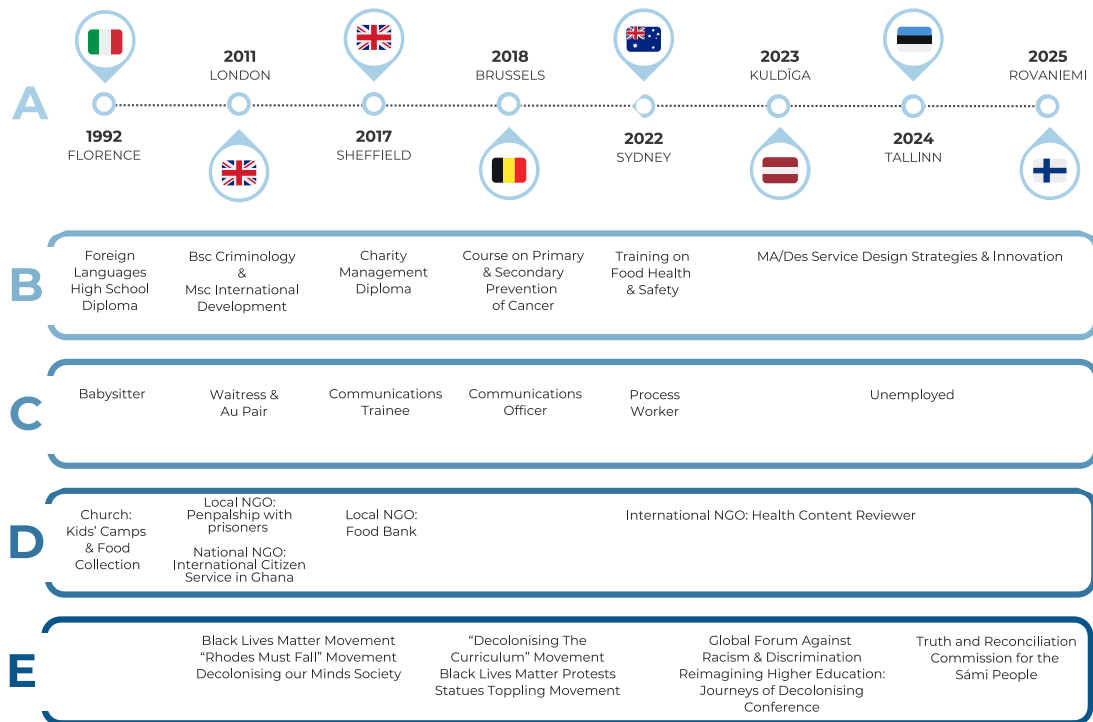 A
1992
FLORENCE
2011
LONDON
2017
SHEFFIELD
2018
BRUSSELS
2022
SYDNEY
2023
KULDĪGA
2024
TALLINN
2025
ROVANIEMI
B
Foreign
Languages
High School
Diploma
Bsc Criminology
&
Msc International
Development
Charity
Management
Diploma
Course on Primary
& Secondary
Prevention
of Cancer
Training on
Food Health
& Safety
MA/Des Service Design Strategies & Innovation
C
Babysitter
Waitress &
Au Pair
Communications
Trainee
Communications
Officer
Process
Worker
Unemployed
D
Church:
Kids’ Camps
& Food
Collection
Local NGO:
Penpalship with
prisoners
National NGO:
International Citizen
Service in Ghana
Local NGO:
Food Bank
International NGO: Health Content Reviewer
E
Black Lives Matter Movement
“Rhodes Must Fall” Movement
Decolonising our Minds Society
“Decolonising The
Curriculum” Movement
Black Lives Matter Protests
Statues Toppling Movement
Global Forum Against
Racism & Discrimination
Reimagining Higher Education:
Journeys of Decolonising
Conference
Truth and Reconciliation
Commission for the
Sámi People